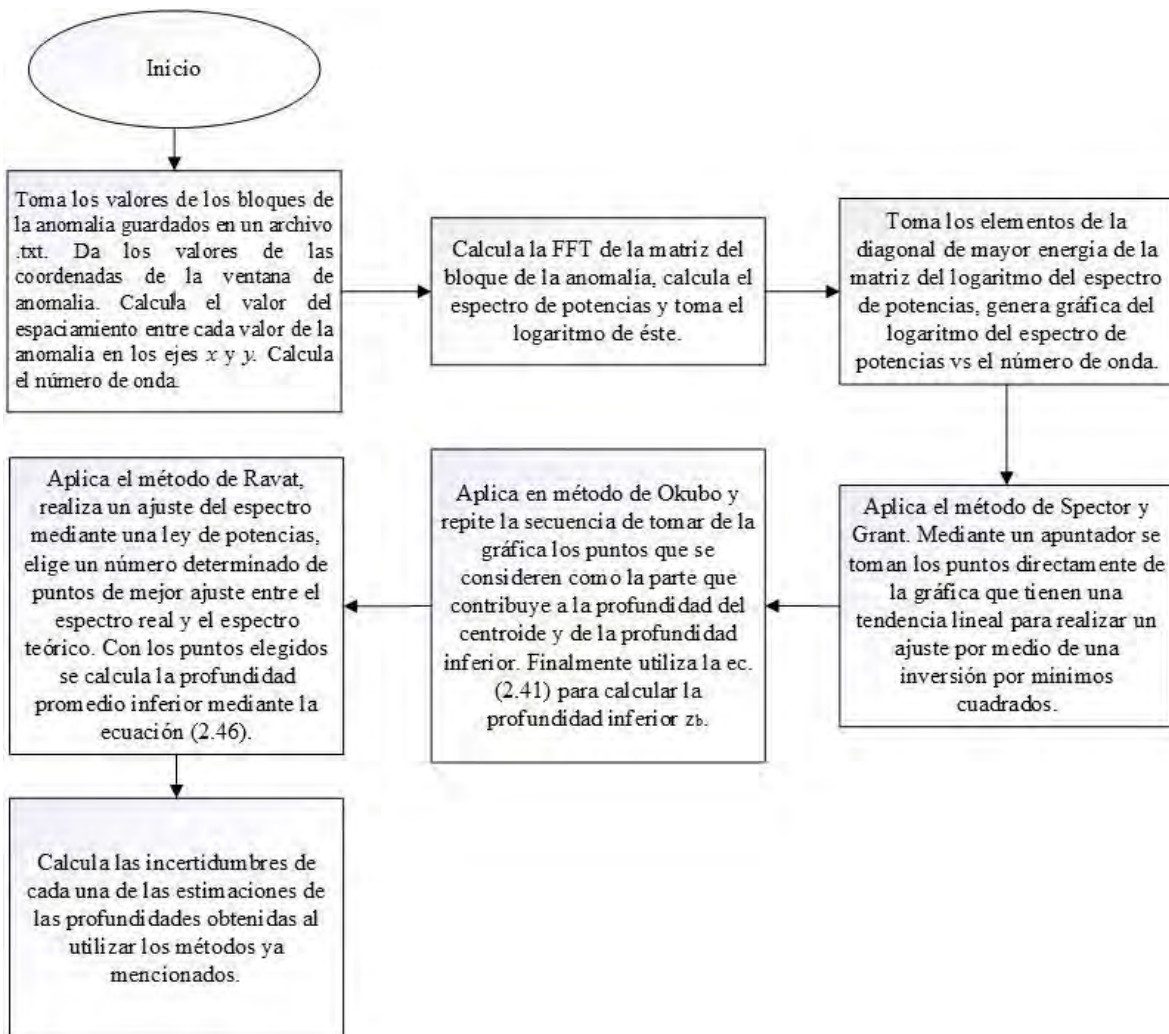 Inicio
Toma los valores de los bloques de
la anomalía guardados en un archivo
.txt. Da los valores de las
coordenadas de la ventana de
anomalia. Calcula el valor del
espaciamiento entre cada valor de la
anomalia en los ejes x y y. Calcula
el número de onda.
Calcula la FFT de la matriz del
bloque de la anomalía, calcula el
espectro de potencias y toma el
logaritmo de éste.
Toma los elementos de la
diagonal de mayor energía de la
matriz del logaritmo del espectro
de potencias, genera gráfica del
logaritmo del espectro de
potencias vs el número de onda.
Aplica el método de Spector y
Grant. Mediante un apuntador se
toman los puntos directamente de
la gráfica que tienen una
tendencia lineal para realizar un
ajuste por medio de una
inversión por mínimos
cuadrados.
Aplica en método de Okubo y
repite la secuencia de tomar de la
gráfica los puntos que se
consideren como la parte que
contribuye a la profundidad del
centroide y de la profundidad
inferior. Finalmente utiliza la ec.
(2.41) para calcular la
profundidad inferior zb.
Aplica el método de Ravat,
realiza un ajuste del espectro
mediante una ley de potencias,
elige un número determinado de
puntos de mejor ajuste entre el
espectro real y el espectro
teórico. Con los puntos elegidos
se calcula la profundidad
promedio inferior mediante la
ecuación (2.46).
Calcula las incertidumbres de
cada una de las estimaciones de
las profundidades obtenidas al
utilizar los métodos ya
mencionados.